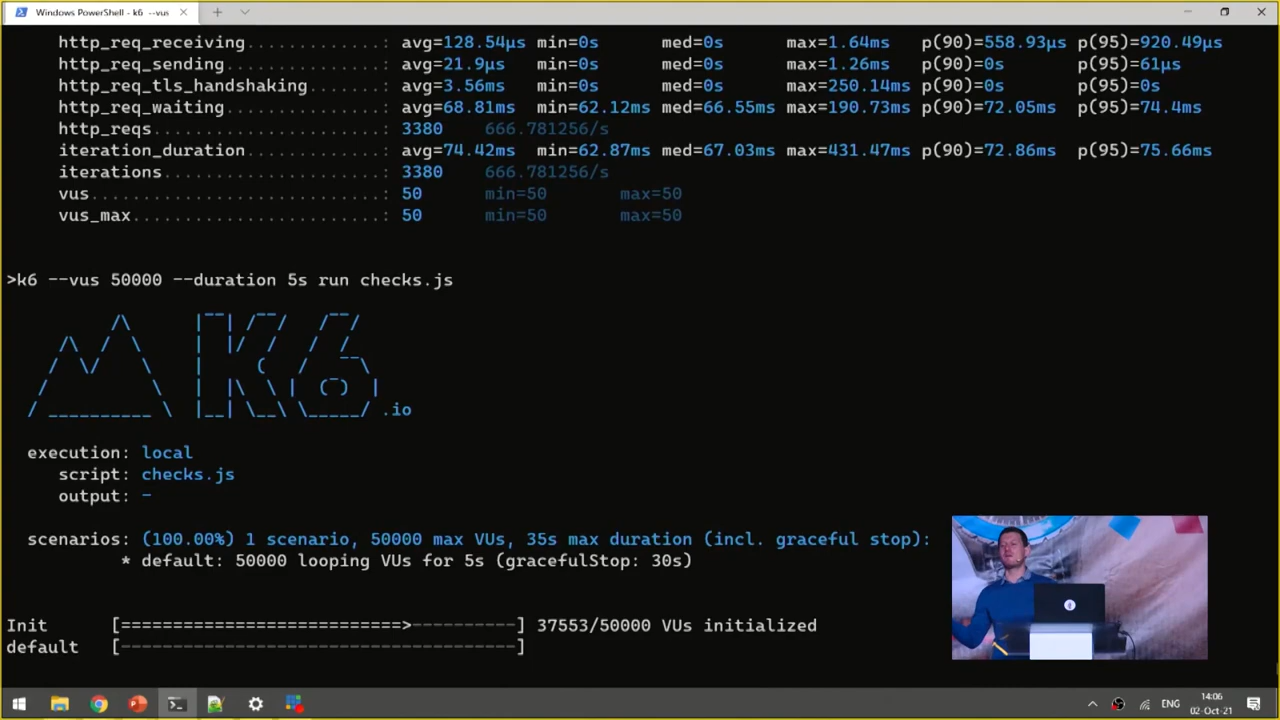 Windows PowerShell - k6 --vus
http_req_receiving..............: avg=128.54µs min=0s med=0s max=1.64ms p(90)=558.93µs p(95)=920.49µs
http_req_sending................: avg=21.9µs min=0s med=0s max=1.26ms p(90)=0s p(95)=61µs
http_req_tls_handshaking........: avg=3.56ms min=0s med=0s max=250.14ms p(90)=0s p(95)=0s
http_req_waiting................: avg=68.81ms min=62.12ms med=66.55ms max=190.73ms p(90)=72.05ms p(95)=74.4ms
http_reqs.......................: 3380 666.781256/s
iteration_duration..............: avg=74.42ms min=62.87ms med=67.03ms max=431.47ms p(90)=72.86ms p(95)=75.66ms
iterations......................: 3380 666.781256/s
vus.............................: 50 min=50 max=50
vus_max.........................: 50 min=50 max=50
>k6 --vus 50000 --duration 5s run checks.js
K6
.io
execution: local
script: checks.js
output: -
scenarios: (100.00%) 1 scenario, 50000 max VUs, 35s max duration (incl. graceful stop):
* default: 50000 looping VUs for 5s (gracefulStop: 30s)
Init [===========================>----------] 37553/50000 VUs initialized
default [--------------------------------------]
ENG
14:06
02-Oct-21